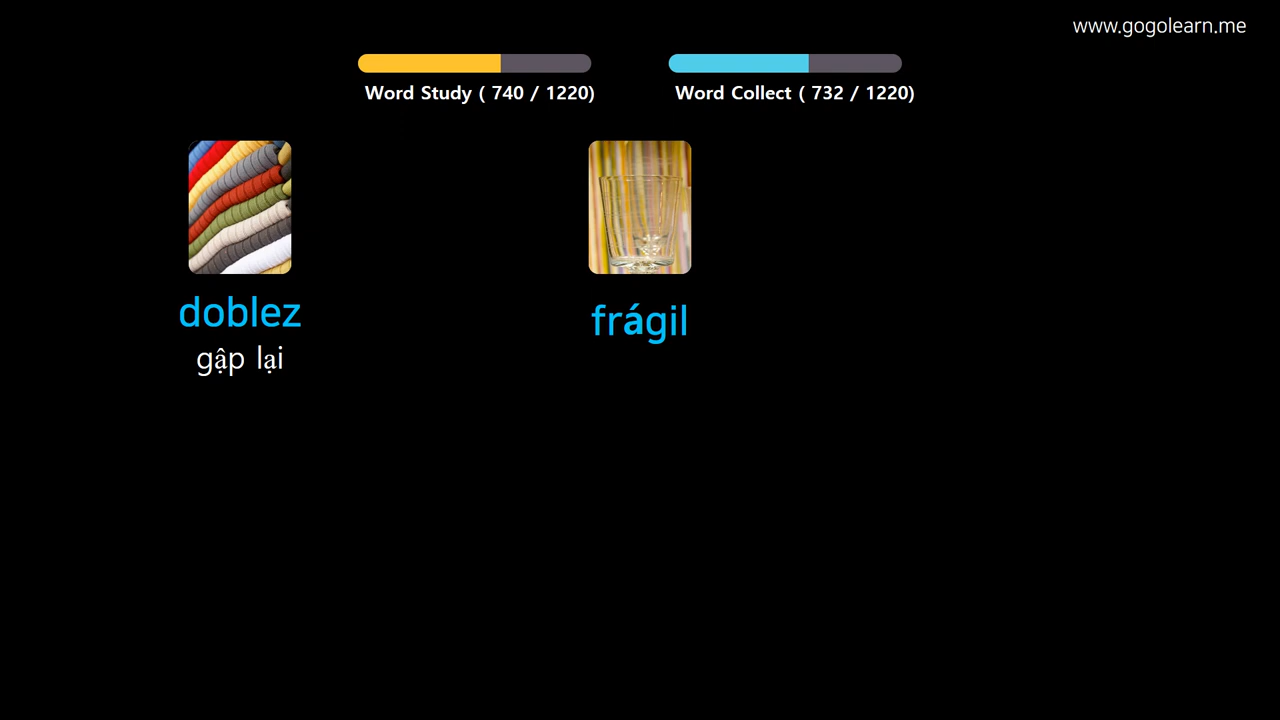 www.gogolearn.me
Word Study ( 740 / 1220)
Word Collect ( 732 / 1220)
doblez
gập lại
frágil